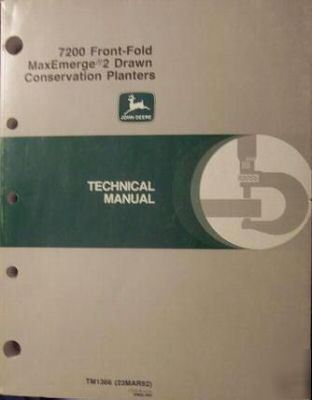 7200 Front-Fold
MaxEmerge®2 Drawn
Conservation Planters
JOHN DEERE
TECHNICAL
MANUAL
TM1366 (23MAR92)